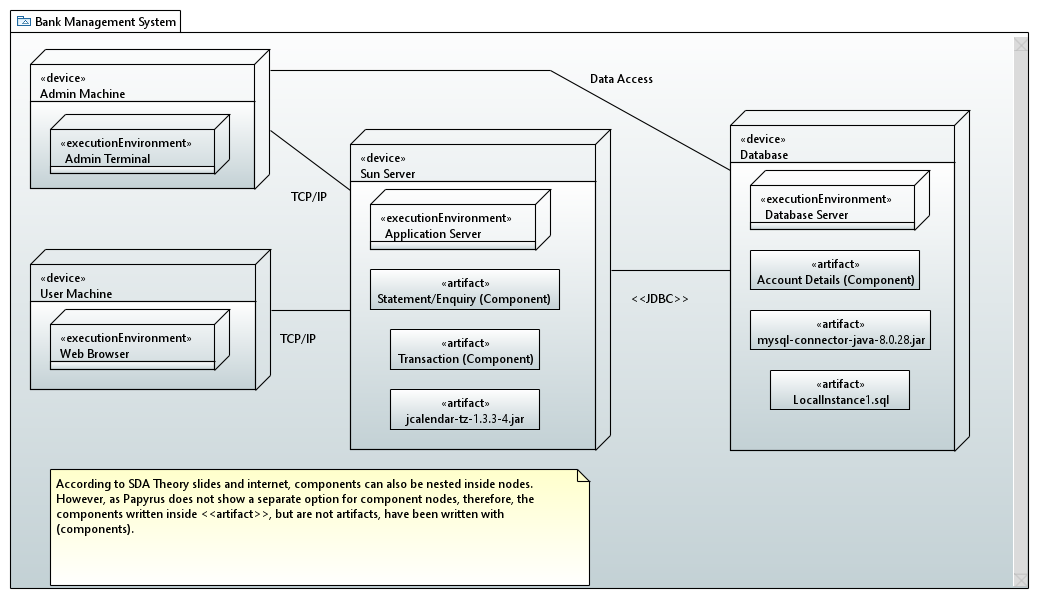 Bank Management System
«device»
Admin Machine
«executionEnvironment»
Admin Terminal
Data Access
TCP/IP
«device»
User Machine
«executionEnvironment»
Web Browser
TCP/IP
«device»
Sun Server
«executionEnvironment»
Application Server
«artifact»
Statement/Enquiry (Component)
«artifact»
Transaction (Component)
«artifact»
jcalendar-tz-1.3.3-4.jar
<<JDBC>>
«device»
Database
«executionEnvironment»
Database Server
«artifact»
Account Details (Component)
«artifact»
mysql-connector-java-8.0.28.jar
«artifact»
LocalInstance1.sql
According to SDA Theory slides and internet, components can also be nested inside nodes.
However, as Papyrus does not show a separate option for component nodes, therefore, the
components written inside <<artifact>>, but are not artifacts, have been written with
(components).